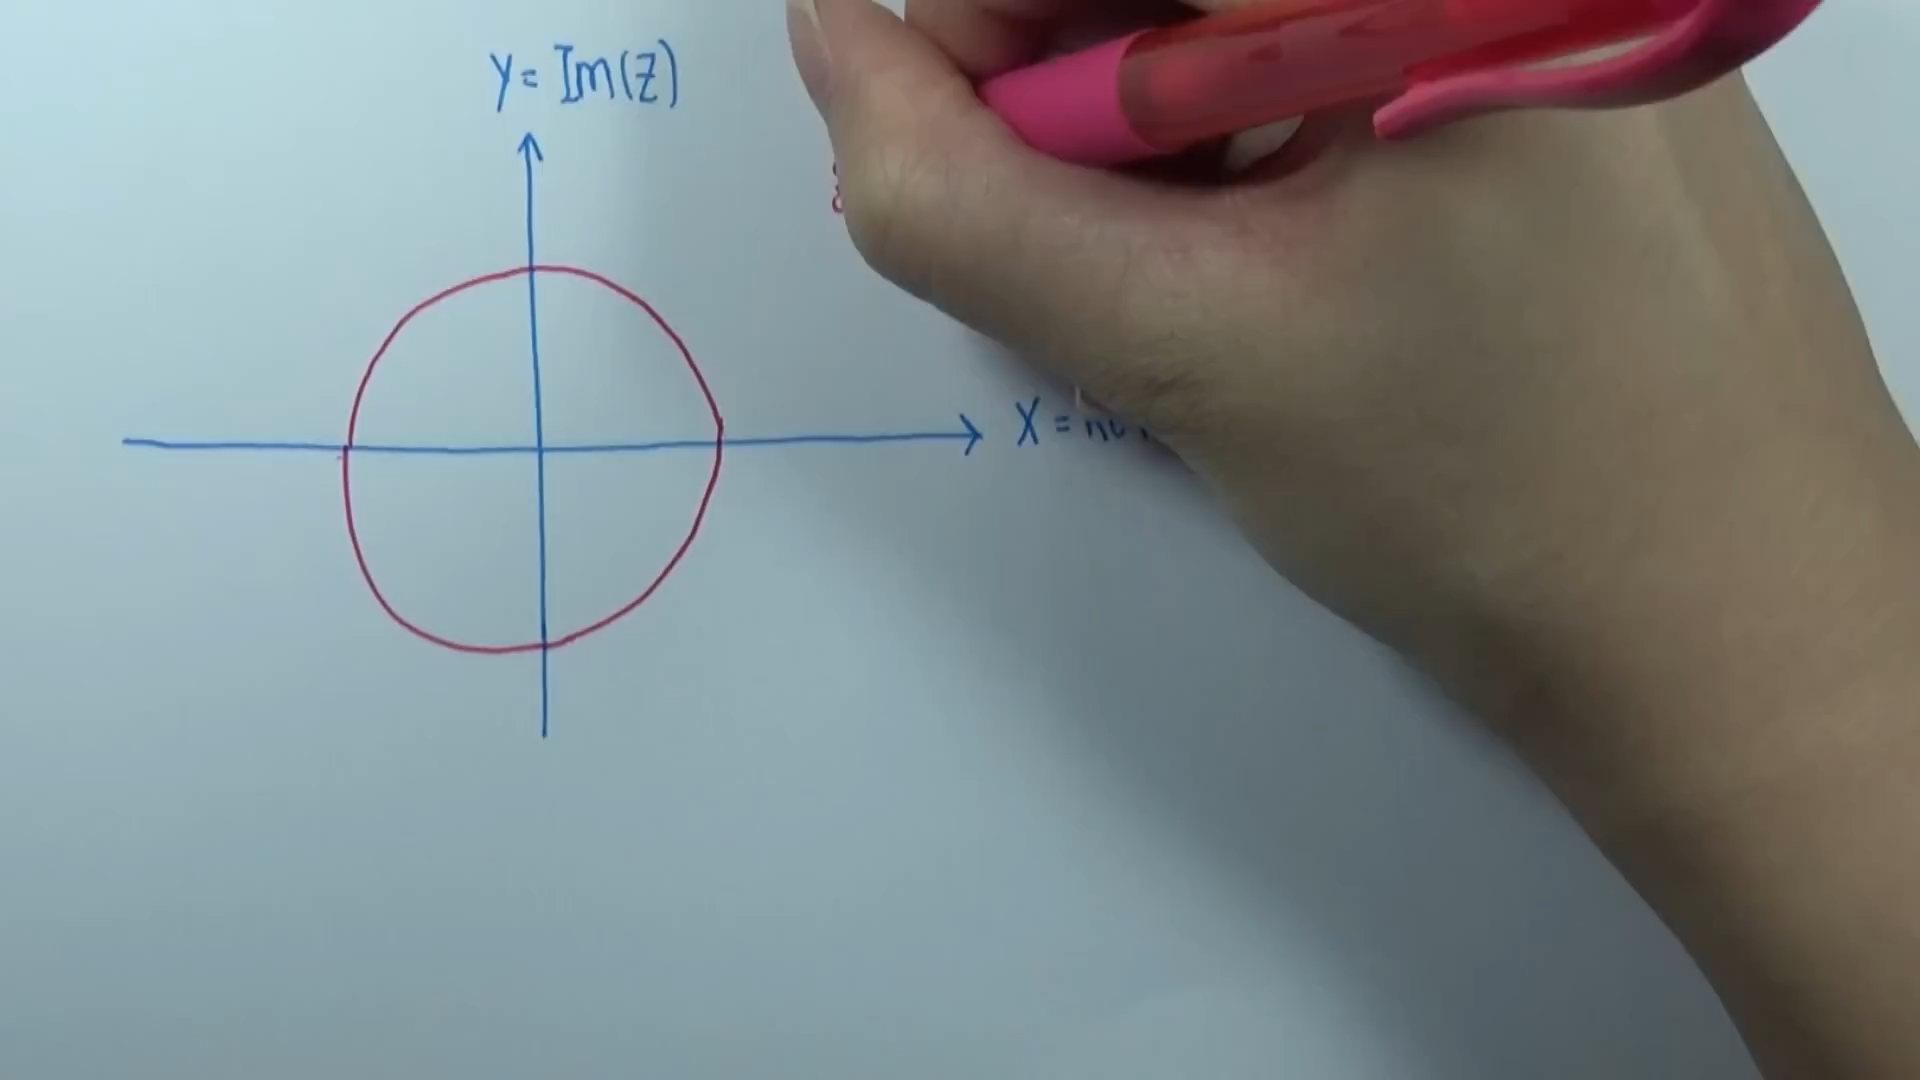 y = Im(z)
x =